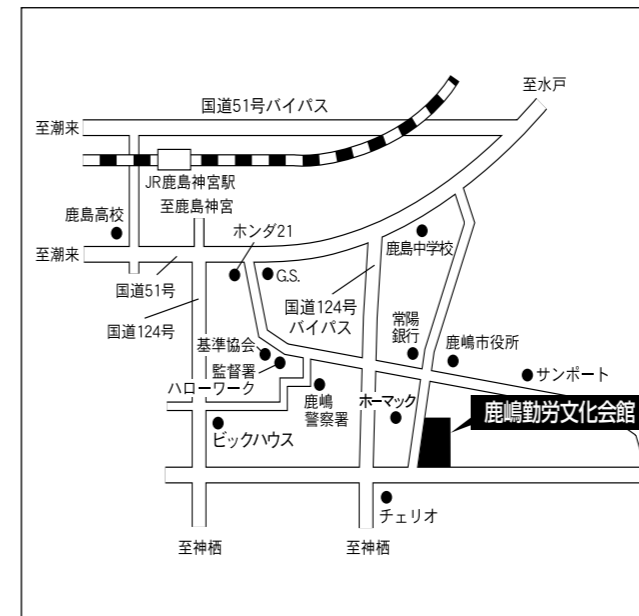 至水戸
国道51号バイパス
至潮来
JR鹿島神宮駅
至鹿島神宮
鹿島高校
ホンダ21
鹿島中学校
至潮来
G.S.
国道51号
国道124号
バイパス
国道124号
常陽
銀行
基準協会
監督署
ハローワーク
鹿嶋市役所
サンポート
鹿嶋
警察署
ホーマック
鹿嶋勤労文化会館
ビックハウス
チェリオ
至神栖
至神栖